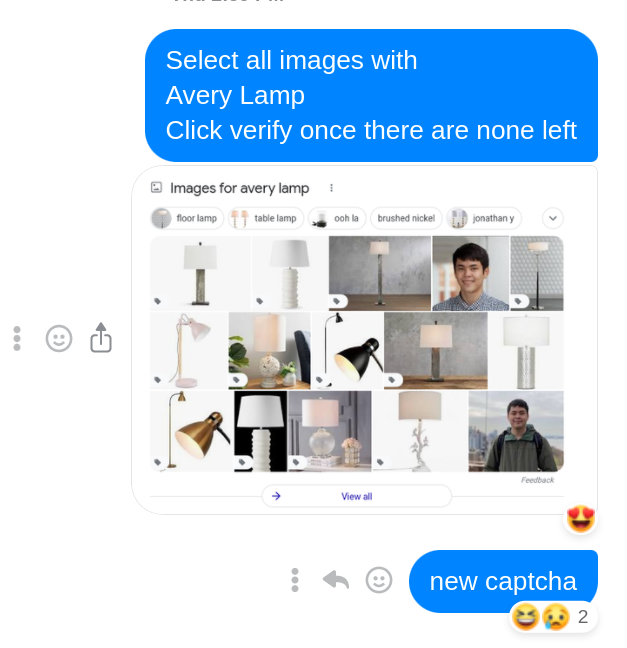 Select all images with
Avery Lamp
Click verify once there are none left
Images for avery lamp
floor lamp
table lamp
ooh la
brushed nickel
jonathan y
Feedback
View all
new captcha
2